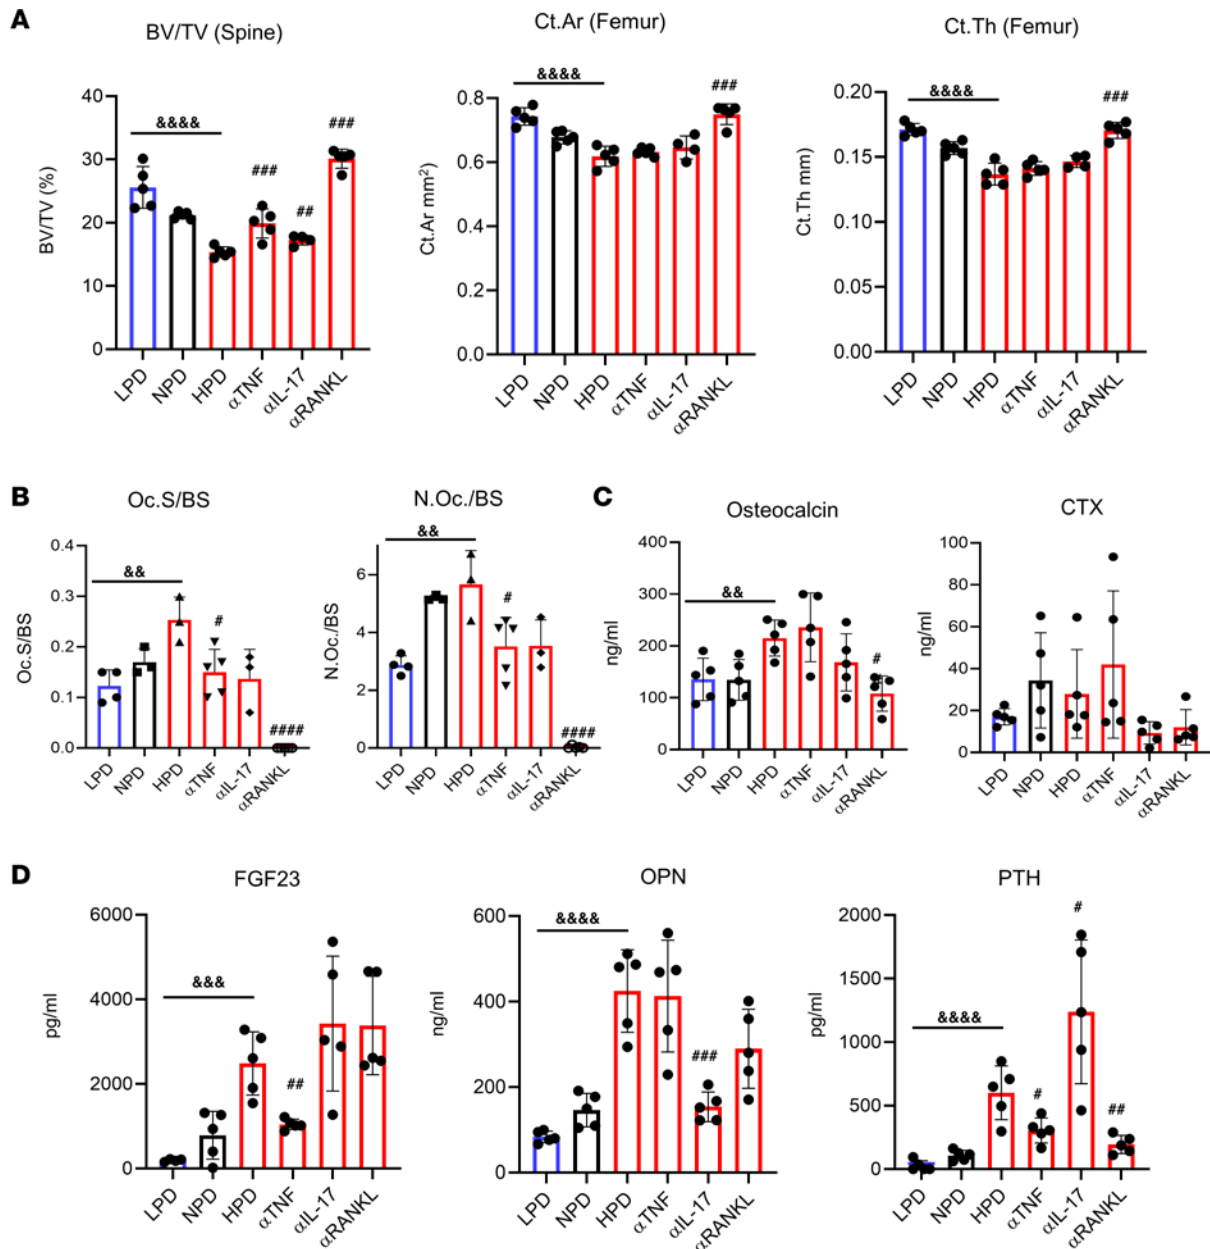 A
BV/TV (Spine)
Ct.Ar (Femur)
Ct.Th (Femur)
BV/TV (%)
40
30
20
10
0
&&&&
###
##
###
LPD
NPD
HPD
αTNF
αIL-17
αRANKL
Ct.Ar mm²
0.8
0.6
0.4
0.2
0.0
&&&&
###
LPD
NPD
HPD
αTNF
αIL-17
αRANKL
Ct.Th mm)
0.20
0.15
0.10
0.05
0.00
&&&&
###
LPD
NPD
HPD
αTNF
αIL-17
αRANKL
B
Oc.S/BS
N.Oc./BS
Oc.S/BS
0.4
0.3
0.2
0.1
0.0
&&
#
####
LPD
NPD
HPD
αTNF
αIL-17
αRANKL
N.Oc./BS
6
4
2
0
&&
#
####
LPD
NPD
HPD
αTNF
αIL-17
αRANKL
C
Osteocalcin
CTX
ng/ml
400
300
200
100
0
&&
#
LPD
NPD
HPD
αTNF
αIL-17
αRANKL
ng/ml
100
80
60
40
20
0
LPD
NPD
HPD
αTNF
αIL-17
αRANKL
D
FGF23
OPN
PTH
pg/ml
6000
4000
2000
0
&&&
##
LPD
NPD
HPD
αTNF
αIL-17
αRANKL
ng/ml
600
400
200
0
&&&&
###
LPD
NPD
HPD
αTNF
αIL-17
αRANKL
pg/ml
2000
1500
1000
500
0
&&&&
#
#
##
LPD
NPD
HPD
αTNF
αIL-17
αRANKL